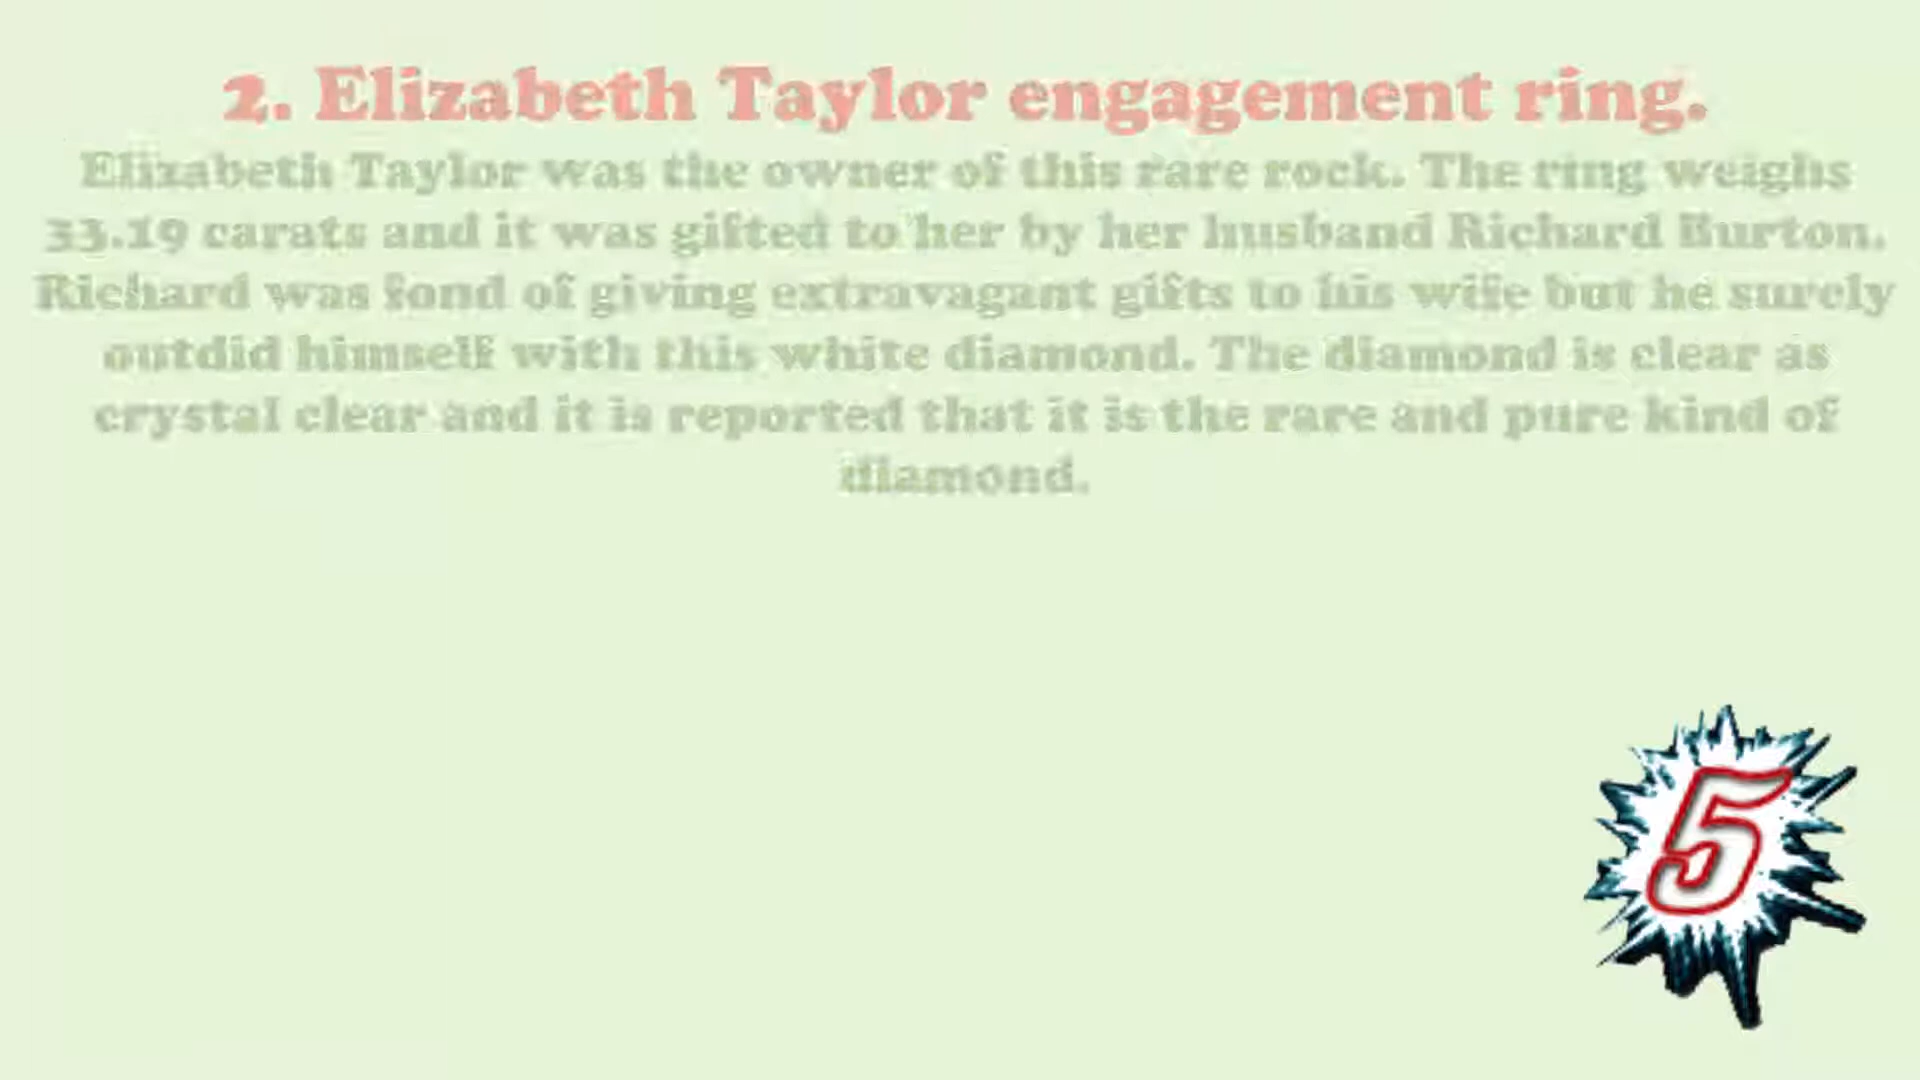 2. Elizabeth Taylor engagement ring.
Elizabeth Taylor was the owner of this rare rock. The ring weighs
33.19 carats and it was gifted to her by her husband Richard Burton.
Richard was fond of giving extravagant gifts to his wife but he surely
outdid himself with this white diamond. The diamond is clear as
crystal clear and it is reported that it is the rare and pure kind of
diamond.
5